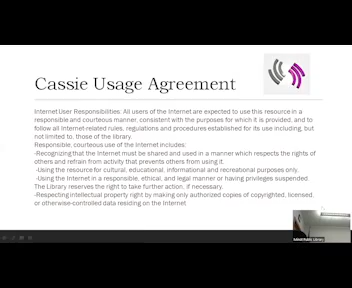 Cassie Usage Agreement
Internet User Responsibilities: All users of the Internet are expected to use this resource in a
responsible and courteous manner, consistent with the purposes for which it is provided, and to
follow all Internet-related rules, regulations and procedures established for its use including, but
not limited to, those of the library.
Responsible, courteous use of the Internet includes:
-Recognizing that the Internet must be shared and used in a manner which respects the rights of
others and refrain from activity that prevents others from using it.
-Using the resource for cultural, educational, informational and recreational purposes only.
-Using the Internet in a responsible, ethical, and legal manner or having privileges suspended.
The Library reserves the right to take further action, if necessary.
-Respecting intellectual property right by making only authorized copies of copyrighted, licensed,
or otherwise-controlled data residing on the Internet
Public Library